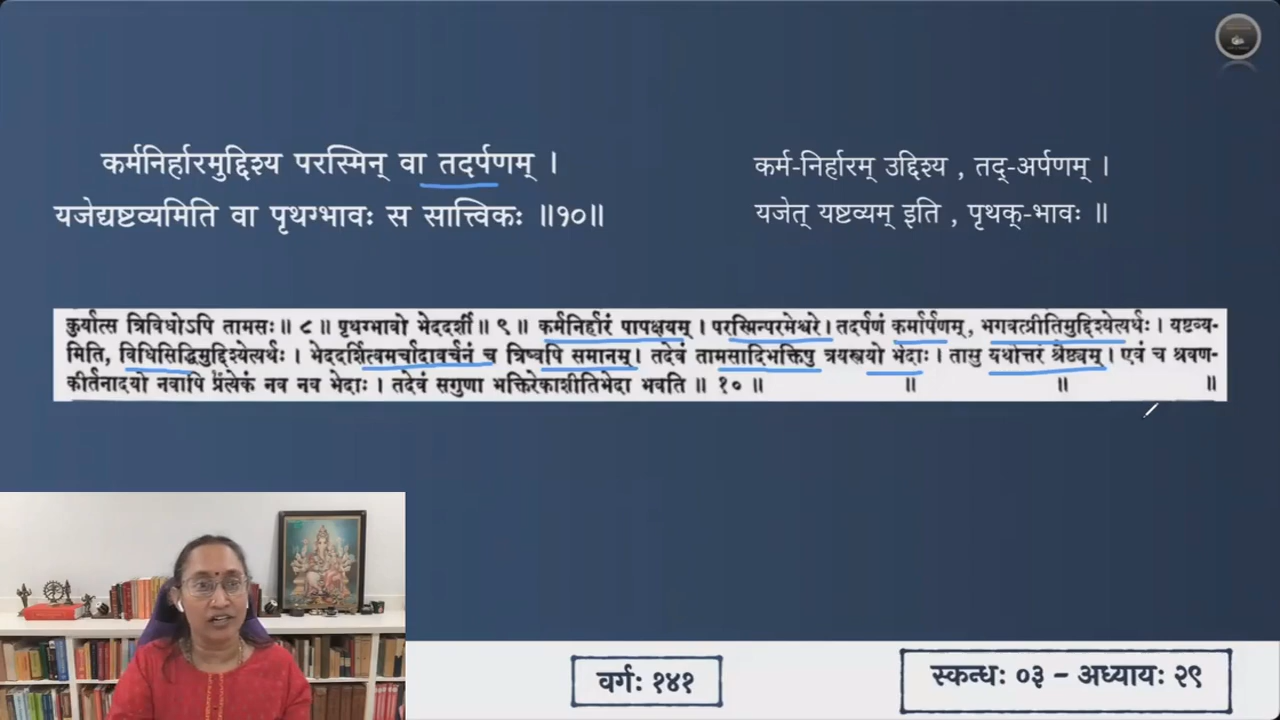 कर्मनिर्हारमुद्दिश्य परस्मिन् वा तदर्पणम् ।
यजेद्यष्टव्यमिति वा पृथग्भावः स सात्त्विकः ॥१०॥
कर्म-निर्हारम् उद्दिश्य , तद्-अर्पणम् ।
यजेत् यष्टव्यम् इति , पृथक्-भावः ॥
कुर्यात्स त्रिविधोऽपि तामसः॥ ८ ॥ पृथग्भावो भेददर्शी॥ ९ ॥ कर्मनिर्हारं पापक्षयम् । परस्मिन्परमेश्वरे । तदर्पणं कर्मार्पणम्, भगवत्प्रीतिमुद्दिश्येत्यर्थः । यष्टव्य-
मिति, विधिसिद्धिमुद्दिश्येत्यर्थः । भेददर्शित्वमर्चादावर्चनं च त्रिष्वपि समानम् । तदेवं तामसादिभक्तिषु त्रयस्त्रयो भेदाः । तासु यथोत्तरं श्रैष्ठ्यम् । एवं च श्रवण-
कीर्तनादयो नवापि प्रत्येकं नव नव भेदाः । तदेवं सगुणा भक्तिरेकाशीतिभेदा भवति ॥ १० ॥ ॥ ॥ ॥
वर्गः १४१
स्कन्धः ०३ – अध्यायः २९